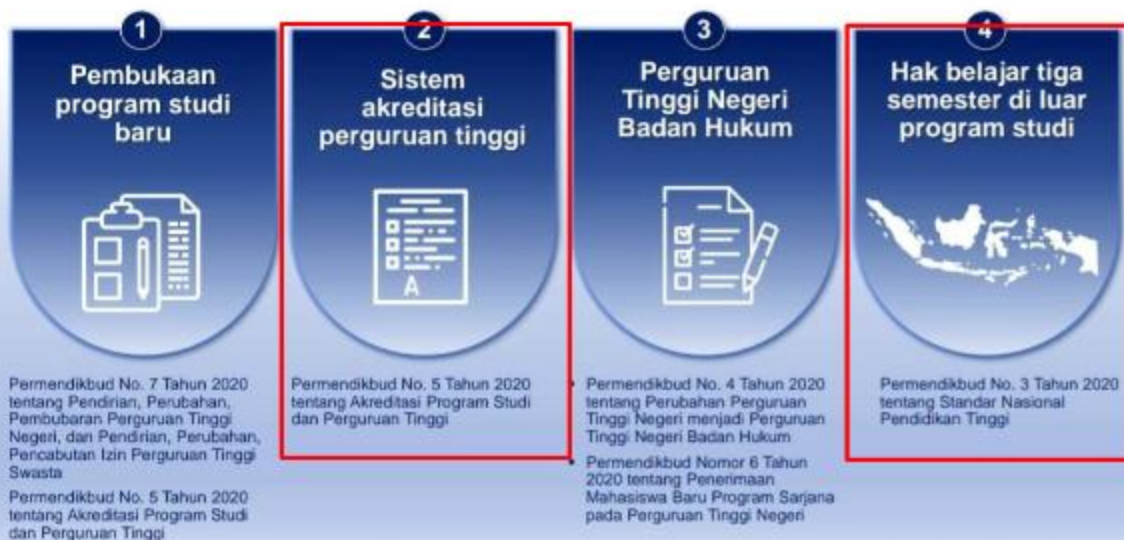 1
Pembukaan
program studi
baru
Permendikbud No. 7 Tahun 2020
tentang Pendirian, Perubahan,
Pembubaran Perguruan Tinggi
Negeri, dan Pendirian, Perubahan,
Pencabutan Izin Perguruan Tinggi
Swasta
Permendikbud No. 5 Tahun 2020
tentang Akreditasi Program Studi
dan Perguruan Tinggi
2
Sistem
akreditasi
perguruan tinggi
A
Permendikbud No. 5 Tahun 2020
tentang Akreditasi Program Studi
dan Perguruan Tinggi
3
Perguruan
Tinggi Negeri
Badan Hukum
• Permendikbud No. 4 Tahun 2020
tentang Perubahan Perguruan
Tinggi Negeri menjadi Perguruan
Tinggi Negeri Badan Hukum
• Permendikbud Nomor 6 Tahun
2020 tentang Penerimaan
Mahasiswa Baru Program Sarjana
pada Perguruan Tinggi Negeri
4
Hak belajar tiga
semester di luar
program studi
Permendikbud No. 3 Tahun 2020
tentang Standar Nasional
Pendidikan Tinggi